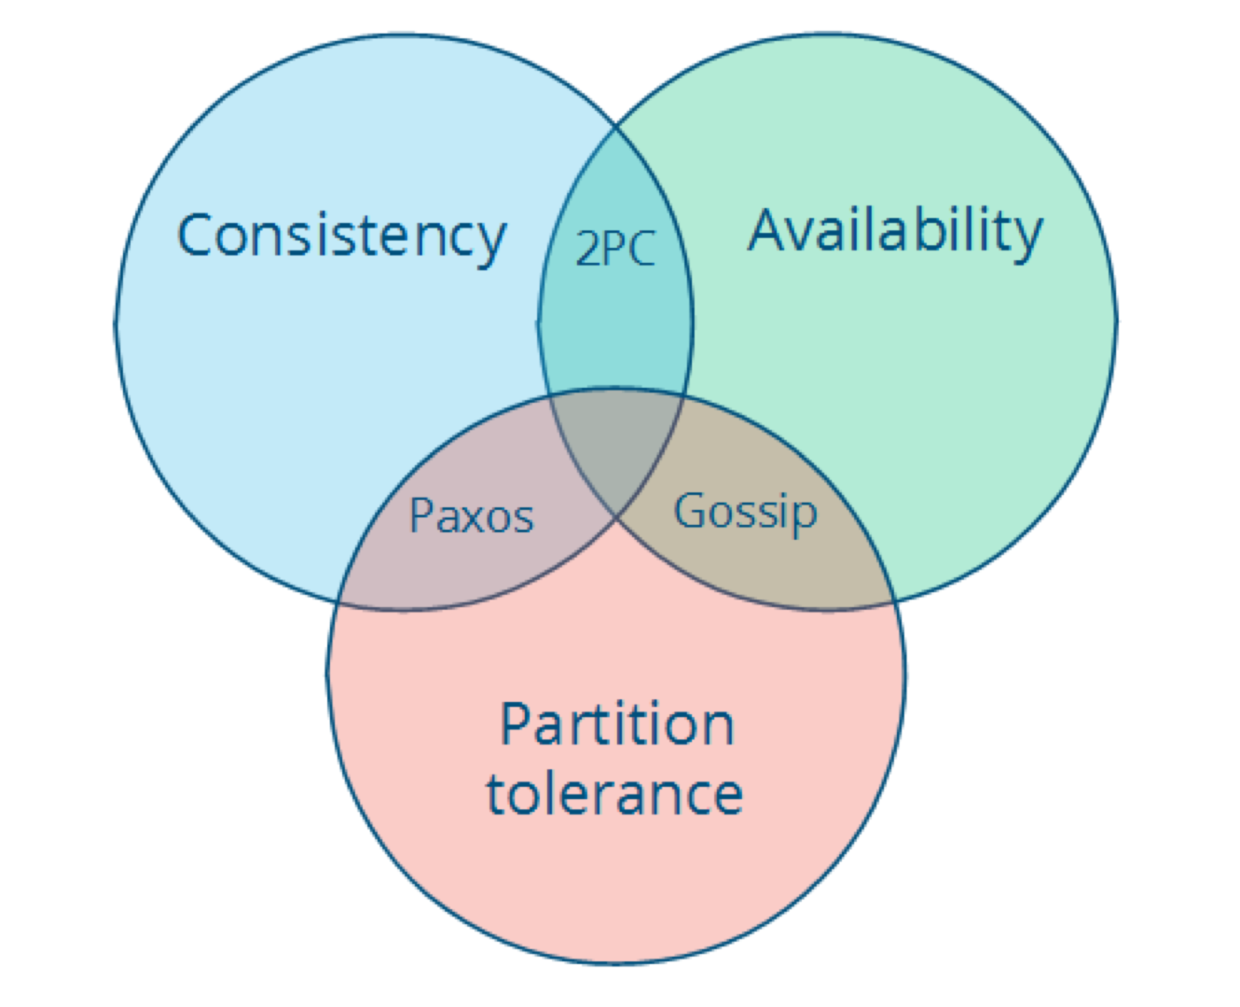 Consistency
2PC
Availability
Paxos
Gossip
Partition
tolerance